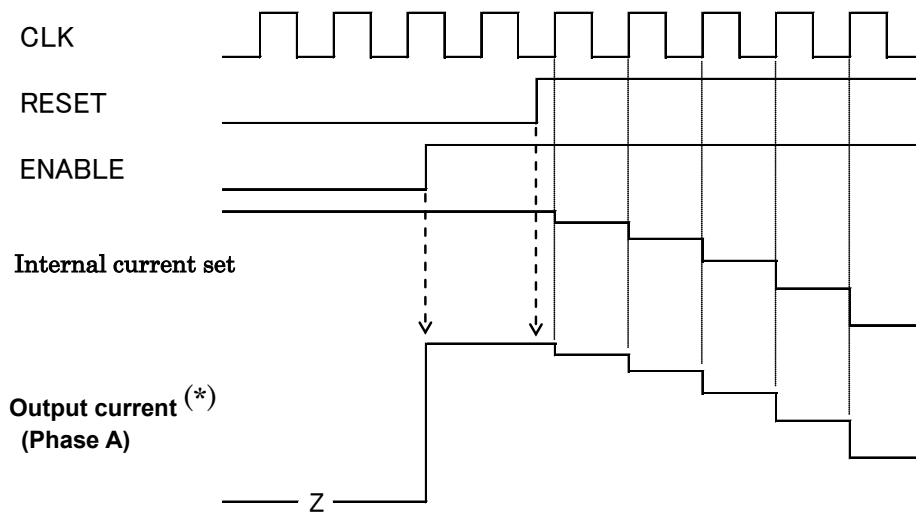 CLK
RESET
ENABLE
Internal current set
Output current (*)
(Phase A)
Z